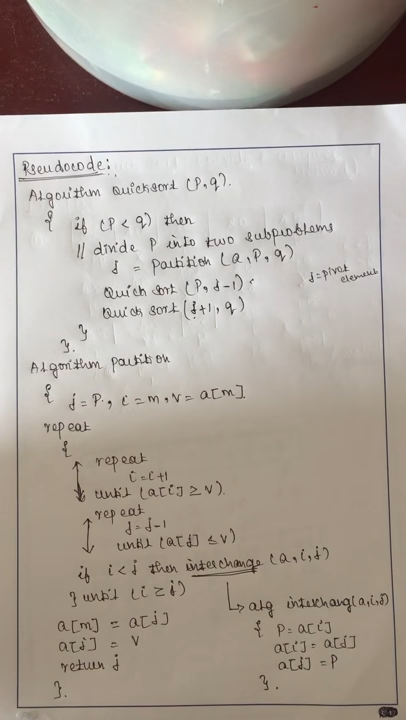 Pseudocode:
Algorithm Quicksort (P,q).
{ if (P < q) then
// divide P into two subproblems
j = Partition (a, P, q)
Quick sort (P, j-1)
j = pivot element
Quick sort (j+1, q)
}
}.
Algorithm partition
{ j = P, i = m, v = a[m]
repeat
{
repeat
i = i+1
until (a[i] ≥ v).
repeat
j = j-1
until (a[j] ≤ v)
if i < j then interchange (a, i, j)
} until (i ≥ j)
a[m] = a[j]
a[j] = v
return j
}.
alg interchang(a,i,j)
{ P = a[i]
a[i] = a[j]
a[j] = P
}.